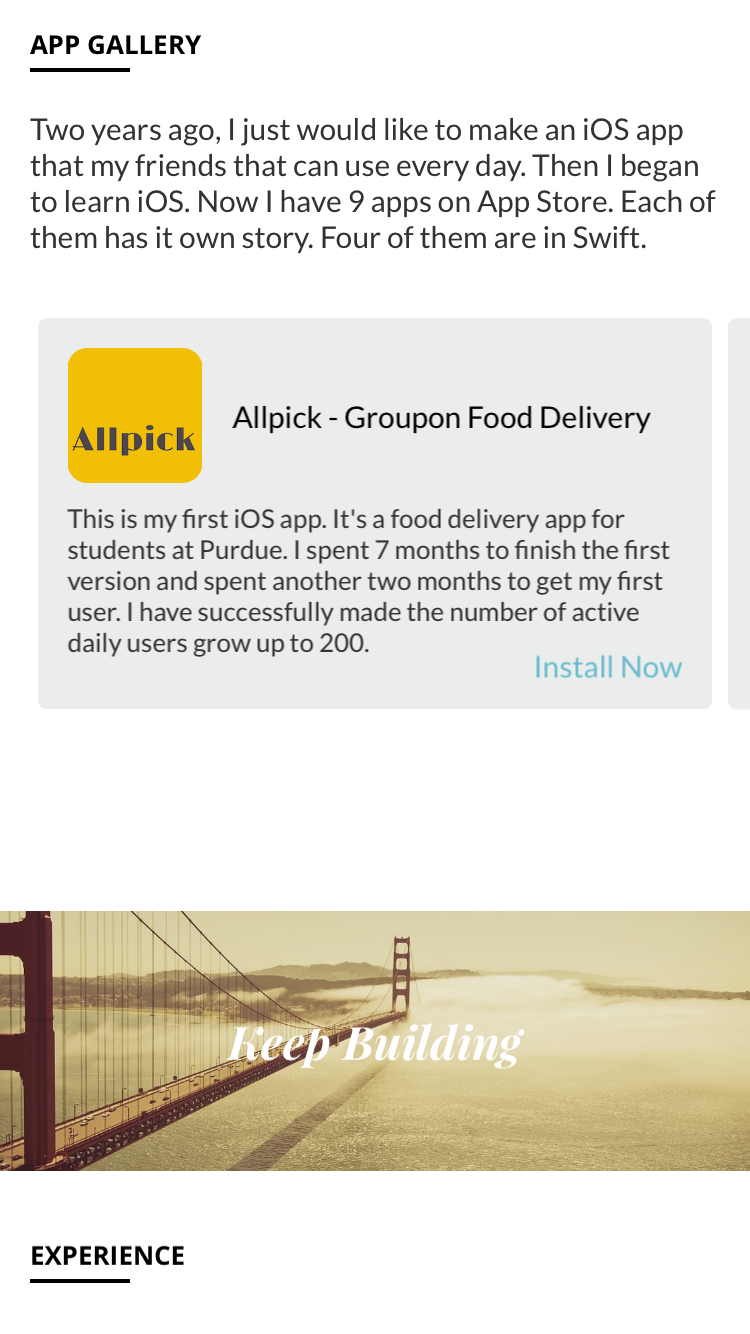 APP GALLERY
Two years ago, I just would like to make an iOS app
that my friends that can use every day. Then I began
to learn iOS. Now I have 9 apps on App Store. Each of
them has it own story. Four of them are in Swift.
Allpick
Allpick - Groupon Food Delivery
This is my first iOS app. It's a food delivery app for
students at Purdue. I spent 7 months to finish the first
version and spent another two months to get my first
user. I have successfully made the number of active
daily users grow up to 200.
Install Now
Keep Building
EXPERIENCE